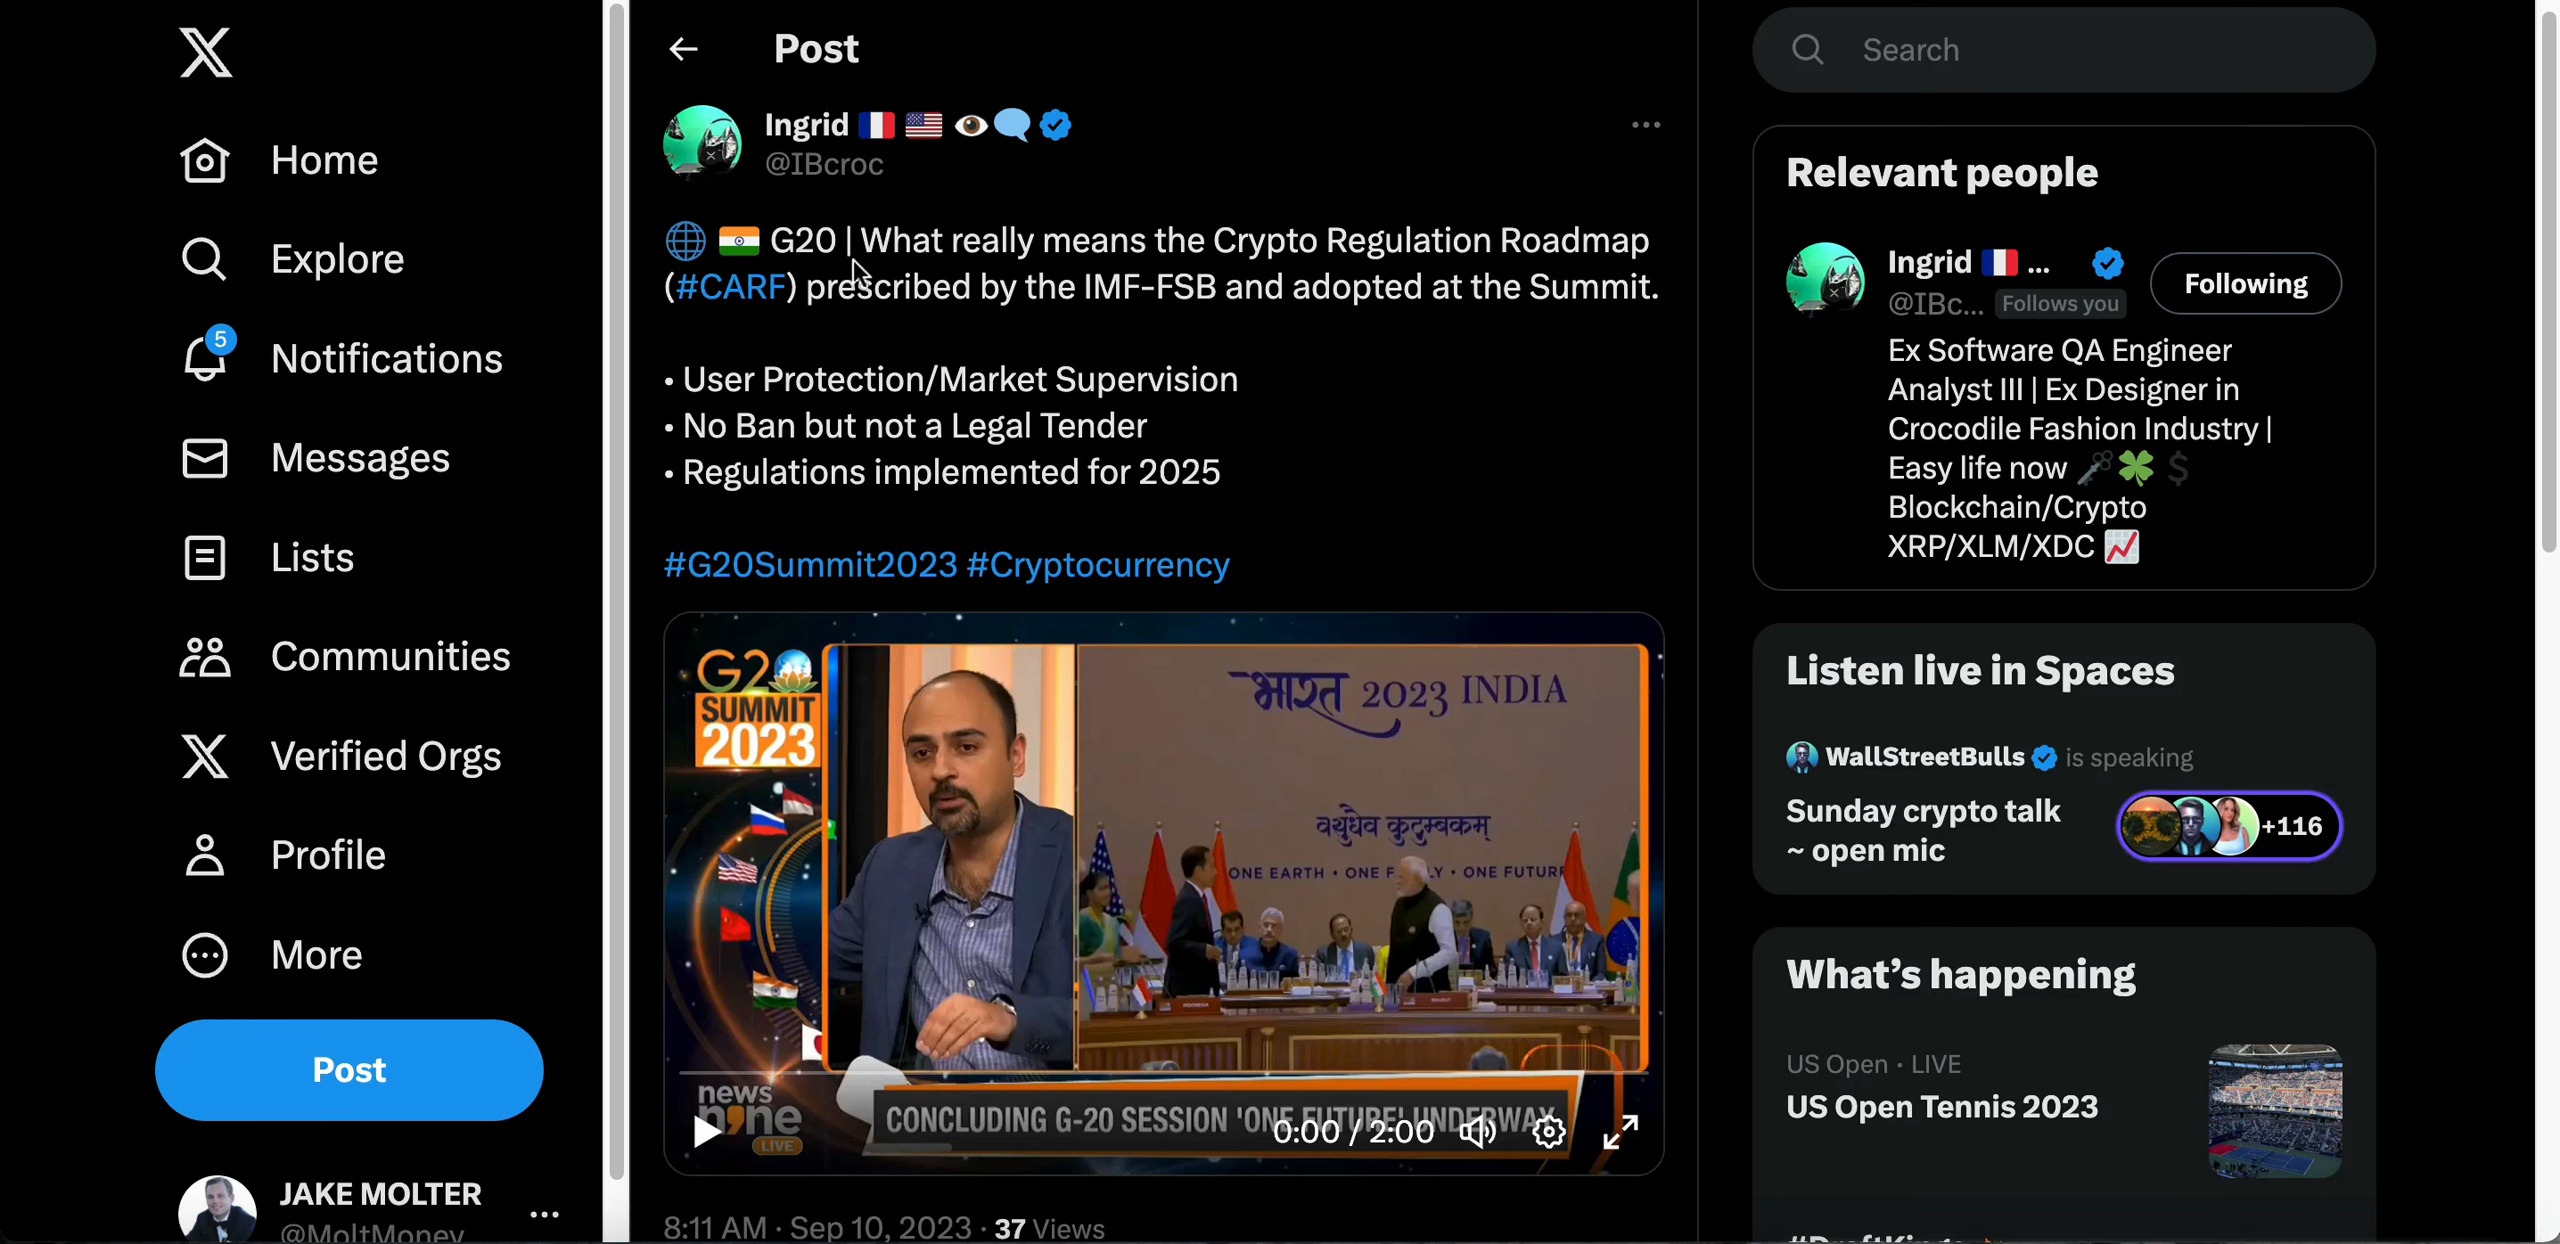 Home
Explore
5
Notifications
Messages
Lists
Communities
Verified Orgs
Profile
More
Post
JAKE MOLTER
@MoltMoney
Post
Ingrid
@IBcroc
G20 | What really means the Crypto Regulation Roadmap
(#CARF) prescribed by the IMF-FSB and adopted at the Summit.
• User Protection/Market Supervision
• No Ban but not a Legal Tender
• Regulations implemented for 2025
#G20Summit2023 #Cryptocurrency
G20
SUMMIT
2023
भारत 2023 INDIA
वसुधैव कुटुम्बकम्
ONE EARTH • ONE FAMILY • ONE FUTURE
INDONESIA
BHARAT
news
nine
LIVE
CONCLUDING G-20 SESSION 'ONE FUTURE' UNDERWAY
0:00 / 2:00
8:11 AM · Sep 10, 2023 · 37 Views
Search
Relevant people
Ingrid ...
@IBc... Follows you
Following
Ex Software QA Engineer
Analyst III | Ex Designer in
Crocodile Fashion Industry |
Easy life now
Blockchain/Crypto
XRP/XLM/XDC
Listen live in Spaces
WallStreetBulls is speaking
Sunday crypto talk
~ open mic
+116
What's happening
US Open · LIVE
US Open Tennis 2023
#DraftKings